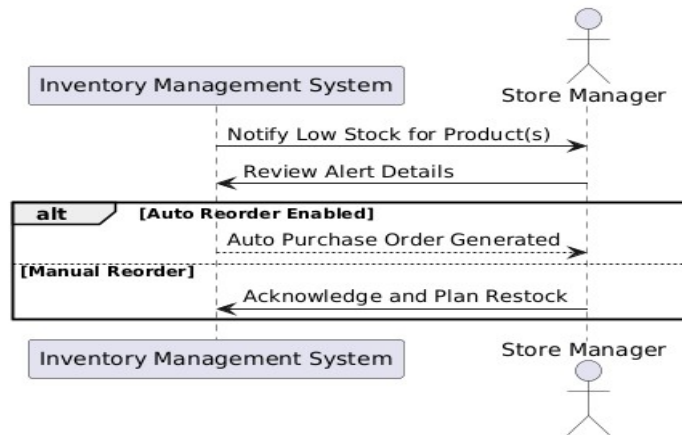 Inventory Management System
Store Manager
Notify Low Stock for Product(s)
Review Alert Details
alt [Auto Reorder Enabled]
Auto Purchase Order Generated
[Manual Reorder]
Acknowledge and Plan Restock
Inventory Management System
Store Manager